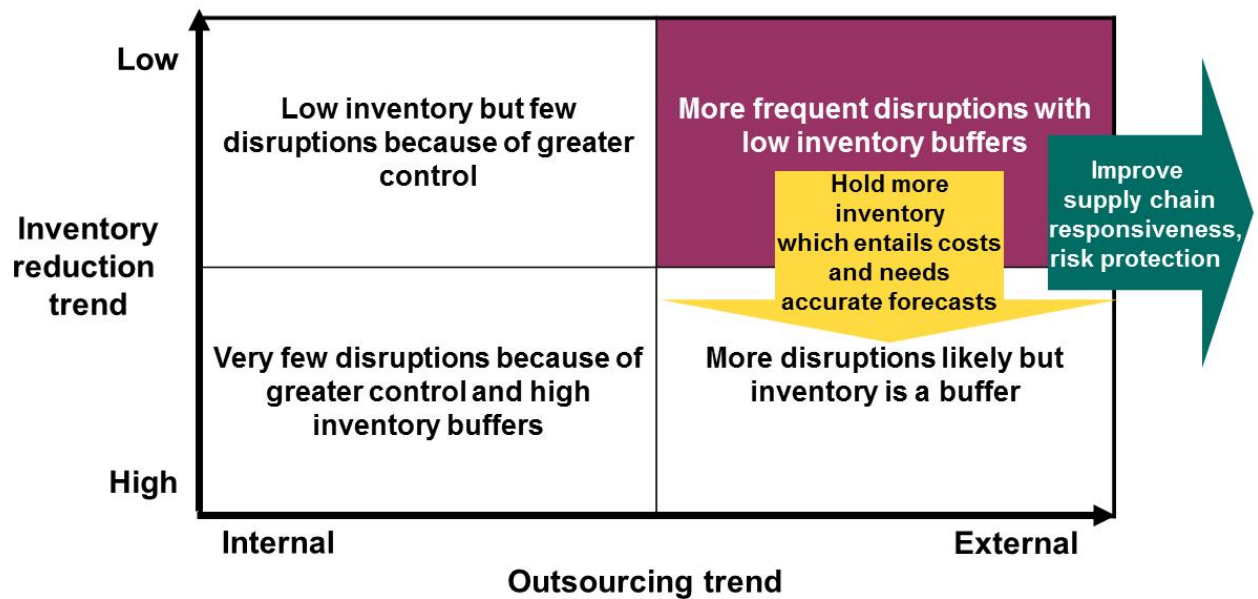 Low
Low inventory but few
disruptions because of greater
control
More frequent disruptions with
low inventory buffers
Hold more
inventory
which entails costs
and needs
accurate forecasts
Improve
supply chain
responsiveness,
risk protection
Inventory
reduction
trend
Very few disruptions because of
greater control and high
inventory buffers
More disruptions likely but
inventory is a buffer
High
Internal
External
Outsourcing trend